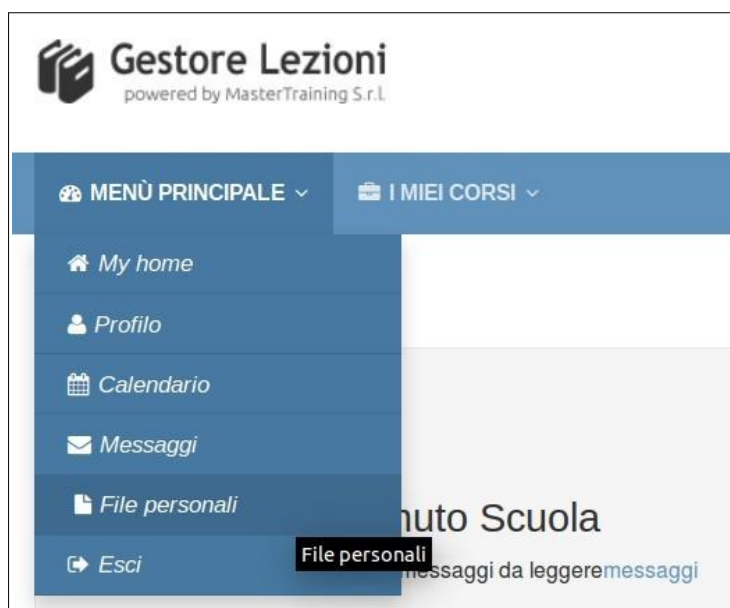 Gestore Lezioni
powered by MasterTraining S.r.l.
MENÙ PRINCIPALE
I MIEI CORSI
My home
Profilo
Calendario
Messaggi
File personali
nuto Scuola
Esci
File personali
messaggi da leggeremessaggi